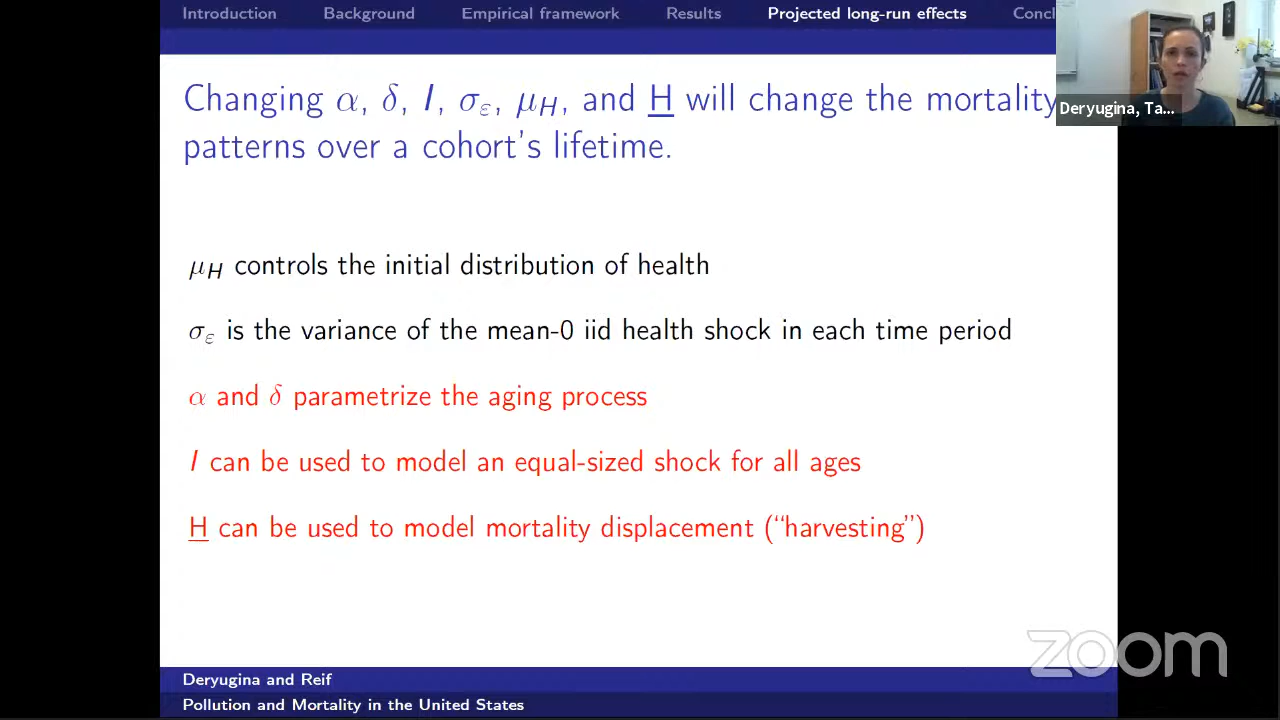 Introduction Background Empirical framework Results Projected long-run effects Concl
Changing α, δ, I, σε, μH, and H will change the mortality
patterns over a cohort's lifetime.
Deryugina, Ta...
μH controls the initial distribution of health
σε is the variance of the mean-0 iid health shock in each time period
α and δ parametrize the aging process
I can be used to model an equal-sized shock for all ages
H can be used to model mortality displacement (“harvesting”)
zoom
Deryugina and Reif
Pollution and Mortality in the United States